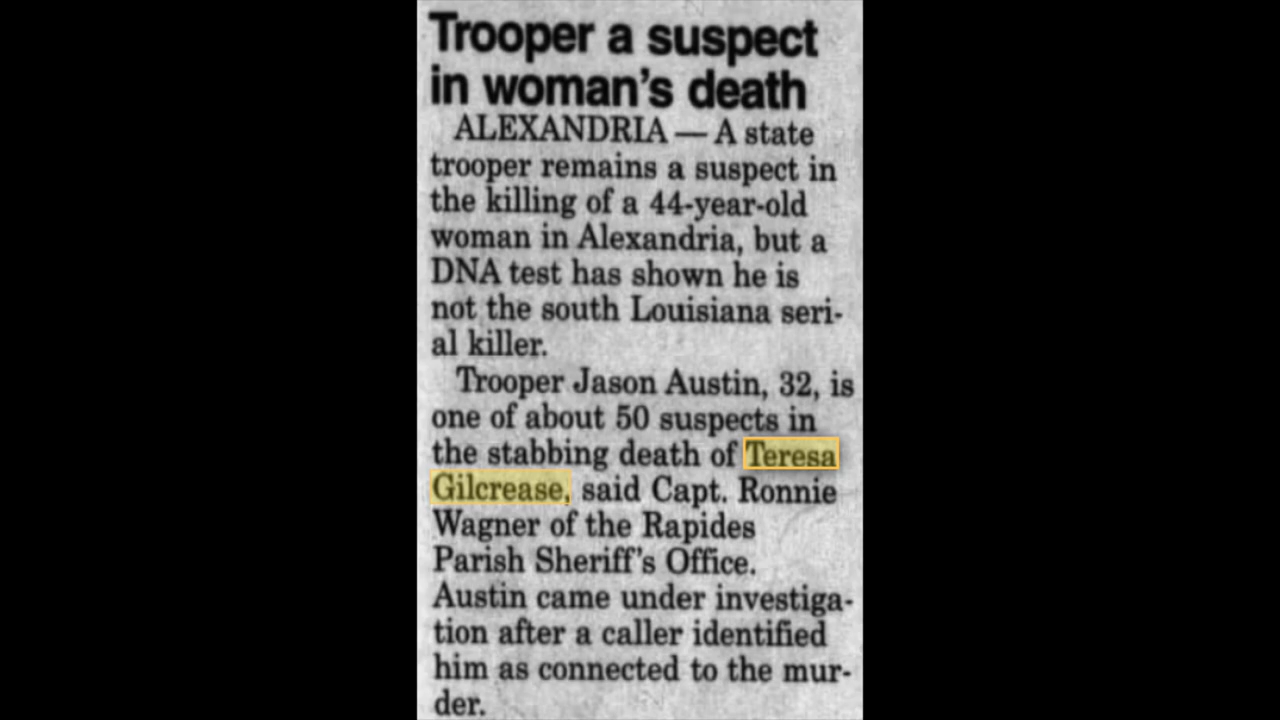 Trooper a suspect
in woman's death
ALEXANDRIA — A state
trooper remains a suspect in
the killing of a 44-year-old
woman in Alexandria, but a
DNA test has shown he is
not the south Louisiana seri-
al killer.
Trooper Jason Austin, 32, is
one of about 50 suspects in
the stabbing death of Teresa
Gilcrease, said Capt. Ronnie
Wagner of the Rapides
Parish Sheriff's Office.
Austin came under investiga-
tion after a caller identified
him as connected to the mur-
der.